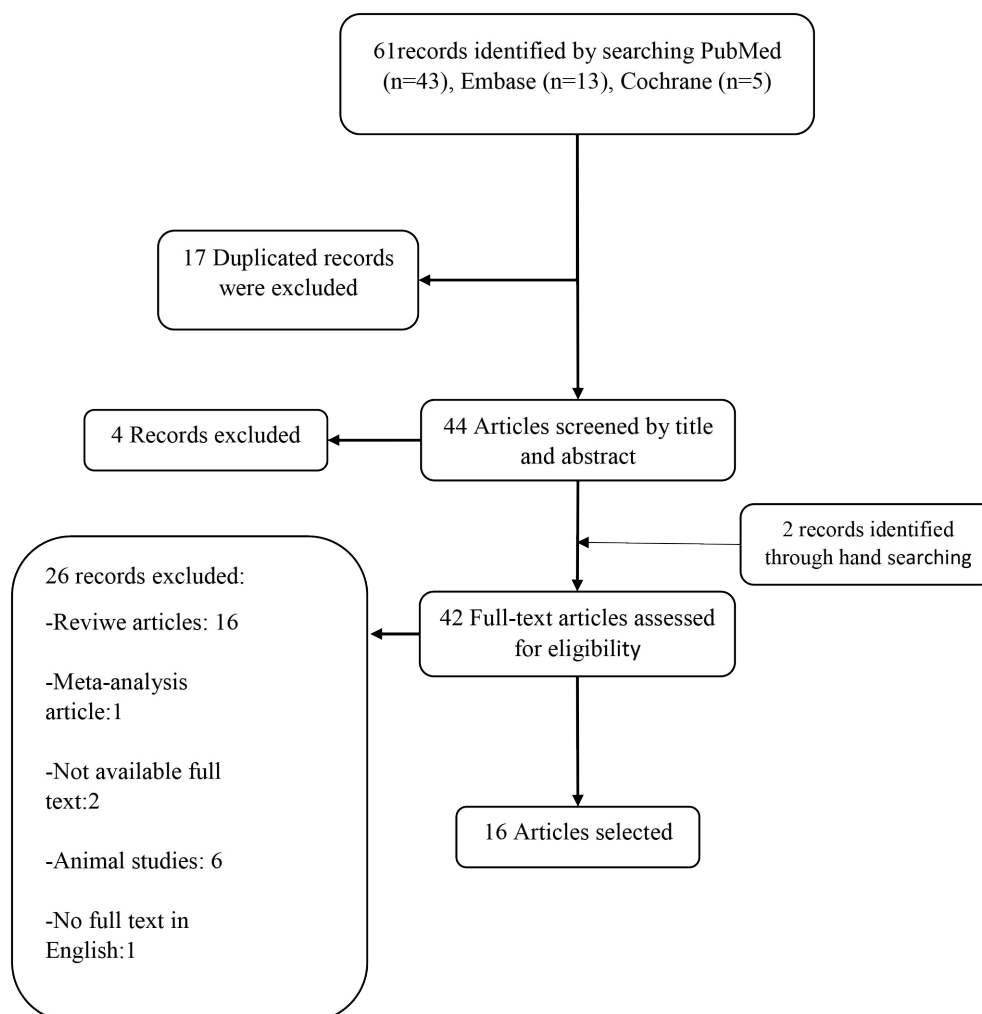 61records identified by searching PubMed
(n=43), Embase (n=13), Cochrane (n=5)
17 Duplicated records
were excluded
4 Records excluded
44 Articles screened by title
and abstract
2 records identified
through hand searching
26 records excluded:
-Reviwe articles: 16
-Meta-analysis
article:1
-Not available full
text:2
-Animal studies: 6
-No full text in
English:1
42 Full-text articles assessed
for eligibility
16 Articles selected